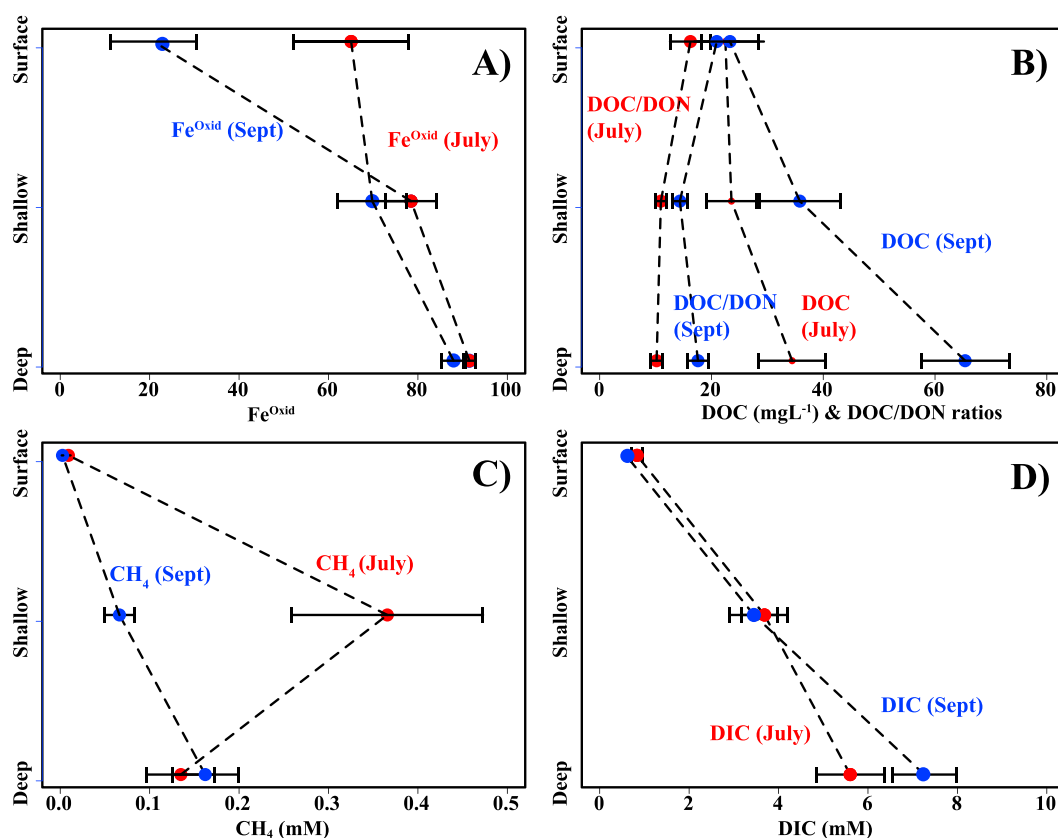 A)
Surface
Shallow
Deep
Fe^Oxid (Sept)
Fe^Oxid (July)
0 20 40 60 80 100
Fe^Oxid
B)
Surface
Shallow
Deep
DOC/DON
(July)
DOC (Sept)
DOC/DON
(Sept)
DOC
(July)
0 20 40 60 80
DOC (mgL⁻¹) & DOC/DON ratios
C)
Surface
Shallow
Deep
CH₄ (July)
CH₄ (Sept)
0.0 0.1 0.2 0.3 0.4 0.5
CH₄ (mM)
D)
Surface
Shallow
Deep
DIC (Sept)
DIC (July)
0 2 4 6 8 10
DIC (mM)